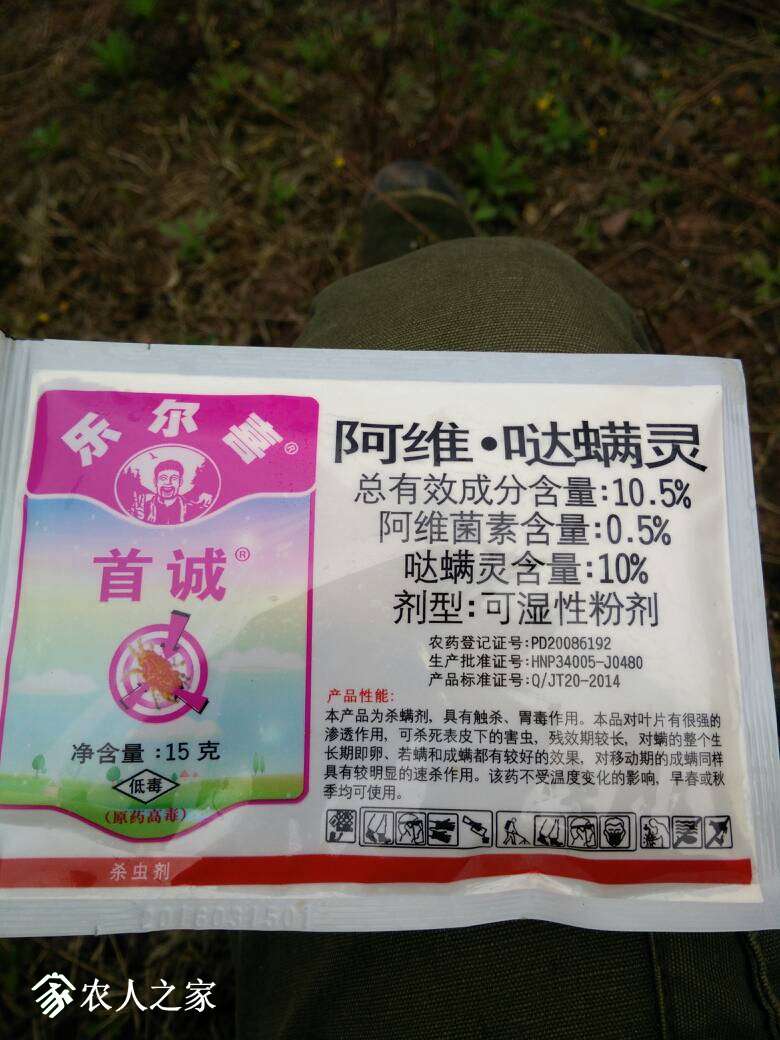 乐尔喜®
首诚®
净含量:15克
低毒
(原药高毒)
阿维·哒螨灵
总有效成分含量:10.5%
阿维菌素含量:0.5%
哒螨灵含量:10%
剂型:可湿性粉剂
农药登记证号:PD20086192
生产批准证号:HNP34005-J0480
产品标准证号:Q/JT20-2014
产品性能:
本产品为杀螨剂，具有触杀、胃毒作用。本品对叶片有很强的
渗透作用，可杀死表皮下的害虫，残效期较长，对螨的整个生
长期即卵、若螨和成螨都有较好的效果，对移动期的成螨同样
具有较明显的速杀作用。该药不受温度变化的影响，早春或秋
季均可使用。
杀虫剂
2016031501
农人之家